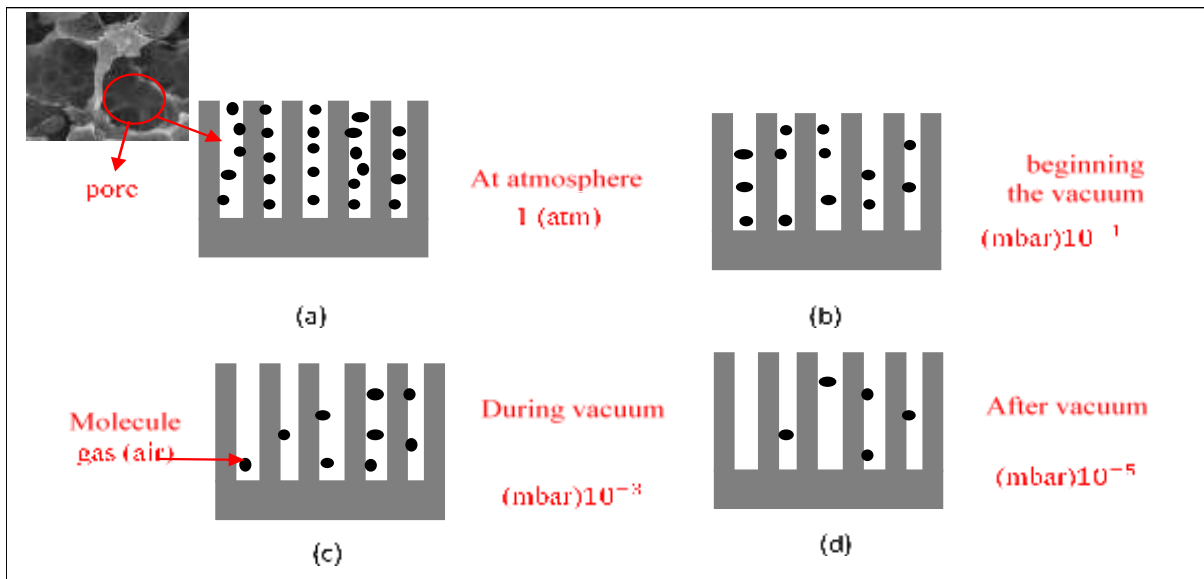 porc
At atmosphere
1 (atm)
(a)
beginning
the vacuum
(mbar)10⁻¹
(b)
Molecule
gas (air)
During vacuum
(mbar)10⁻³
(c)
After vacuum
(mbar)10⁻⁵
(d)